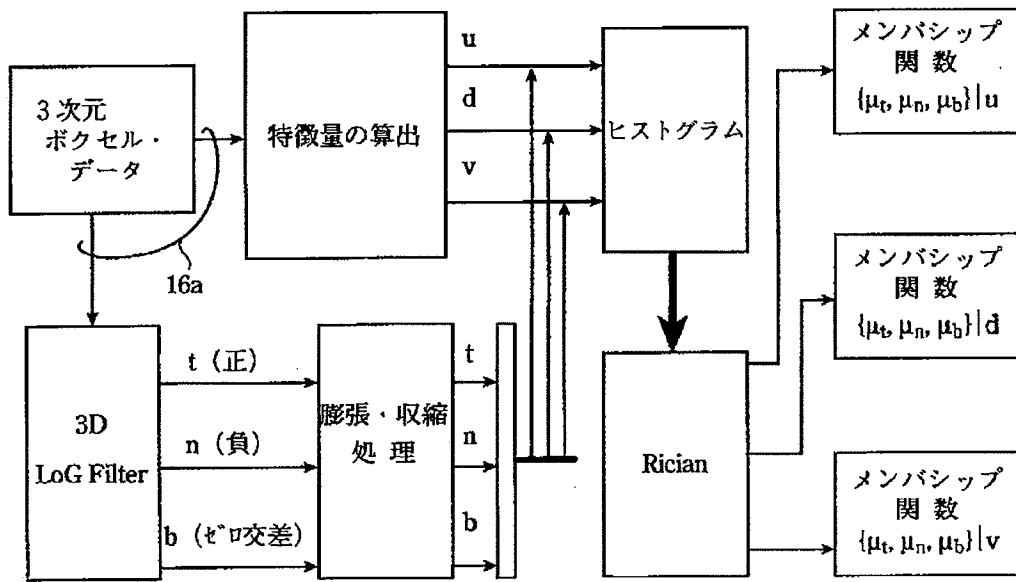 3次元
ボクセル・
データ
16a
特徴量の算出
u
d
v
ヒストグラム
メンバシップ
関数
{μt, μn, μb}|u
メンバシップ
関数
{μt, μn, μb}|d
メンバシップ
関数
{μt, μn, μb}|v
3D
LoG Filter
t (正)
n (負)
b (ゼロ交差)
膨張・収縮
処理
t
n
b
Rician